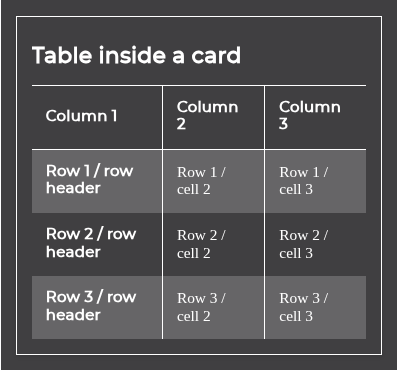 Table inside a card
Column 1
Column
2
Column
3
Row 1 / row
header
Row 1 /
cell 2
Row 1 /
cell 3
Row 2 / row
header
Row 2 /
cell 2
Row 2 /
cell 3
Row 3 / row
header
Row 3 /
cell 2
Row 3 /
cell 3